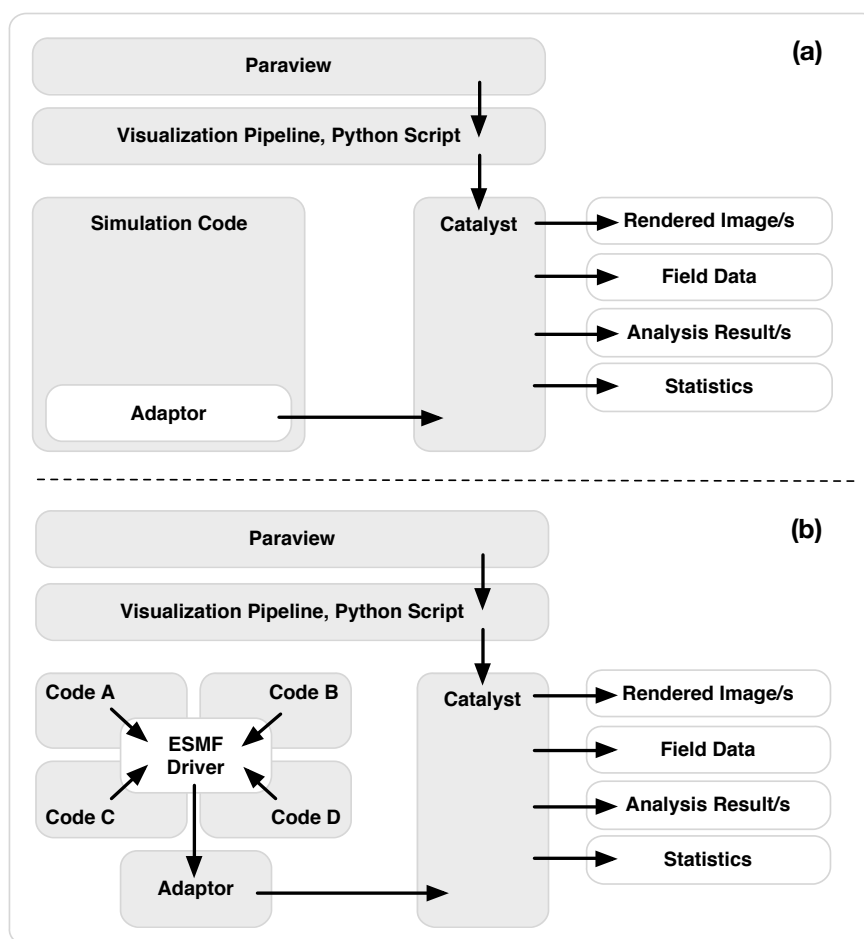 (a)
Paraview
Visualization Pipeline, Python Script
Simulation Code
Adaptor
Catalyst
Rendered Image/s
Field Data
Analysis Result/s
Statistics
(b)
Paraview
Visualization Pipeline, Python Script
Code A
Code B
ESMF
Driver
Code C
Code D
Adaptor
Catalyst
Rendered Image/s
Field Data
Analysis Result/s
Statistics